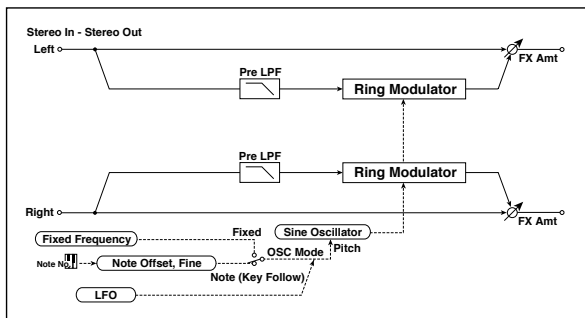 Stereo In - Stereo Out
Left
FX Amt
Pre LPF
Ring Modulator
Pre LPF
Ring Modulator
Right
FX Amt
Fixed Frequency
Fixed
Sine Oscillator
OSC Mode
Pitch
Note No.
Note Offset, Fine
Note (Key Follow)
LFO